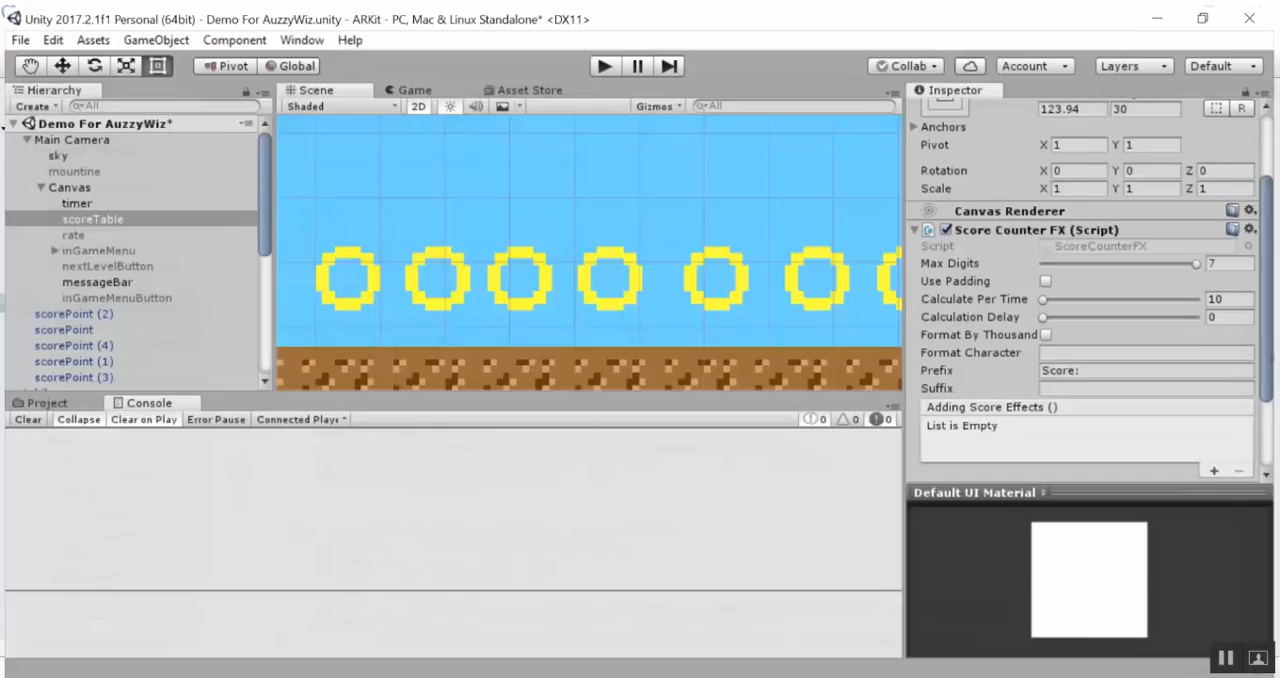 Unity 2017.2.1f1 Personal (64bit) - Demo For AuzzyWiz.unity - ARKit - PC, Mac & Linux Standalone* <DX11>
File Edit Assets GameObject Component Window Help
Pivot Global Collab Account Layers Default
Hierarchy Scene Game Asset Store Inspector
Create All Shaded 2D Gizmos All
123.94 30 R
Demo For AuzzyWiz*
Anchors
Main Camera
Pivot X 1 Y 1
sky
mountine
Rotation X 0 Y 0 Z 0
Canvas
Scale X 1 Y 1 Z 1
timer
Canvas Renderer
scoreTable
Score Counter FX (Script)
rate
Script ScoreCounterFX
inGameMenu
Max Digits 7
nextLevelButton
Use Padding
messageBar
Calculate Per Time 10
inGameMenuButton
Calculation Delay 0
scorePoint (2)
Format By Thousand
scorePoint
Format Character
scorePoint (4)
Prefix Score:
scorePoint (1)
Suffix
scorePoint (3)
Adding Score Effects ()
Project Console
List is Empty
Clear Collapse Clear on Play Error Pause Connected Playe 0 0 0
+ −
Default UI Material